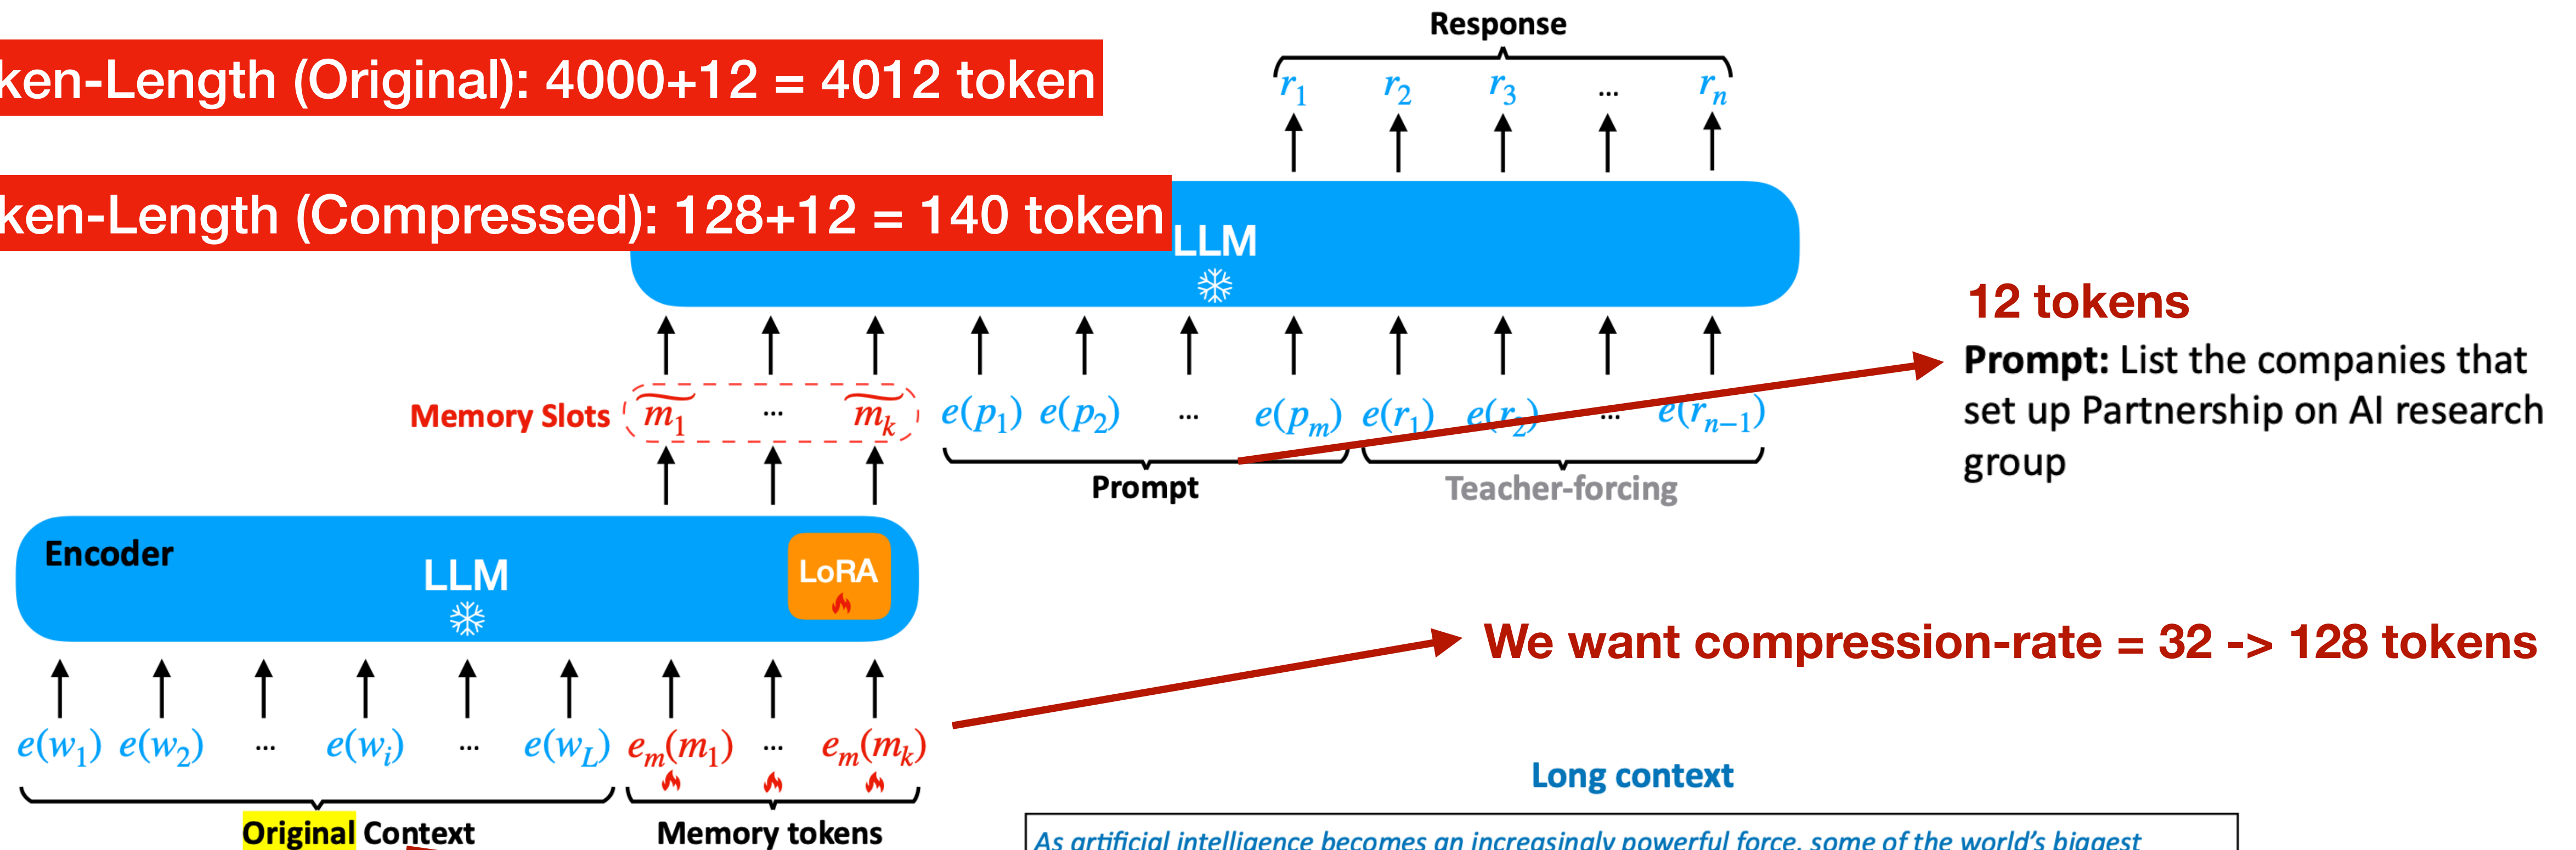 Response
ken-Length (Original): 4000+12 = 4012 token
r₁ r₂ r₃ ... rₙ
ken-Length (Compressed): 128+12 = 140 token
LLM
12 tokens
Prompt: List the companies that
set up Partnership on AI research
group
Memory Slots m̃₁ ... m̃ₖ e(p₁) e(p₂) ... e(pₘ) e(r₁) e(r₂) ... e(rₙ₋₁)
Prompt Teacher-forcing
Encoder
LLM
LoRA
We want compression-rate = 32 -> 128 tokens
e(w₁) e(w₂) ... e(wᵢ) ... e(w_L) eₘ(m₁) ... eₘ(mₖ)
Original Context Memory tokens
Long context
As artificial intelligence becomes an increasingly powerful force, some of the world's biggest